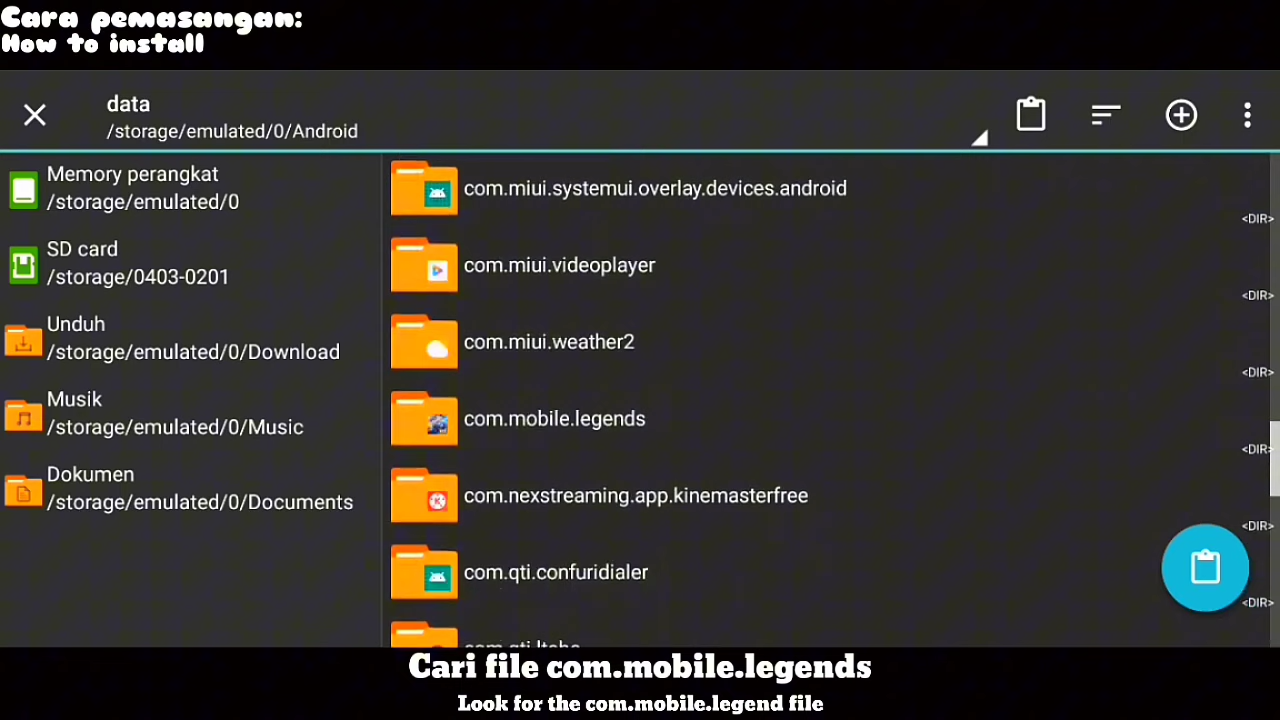 Cara pemasangan:
How to install
data
/storage/emulated/0/Android
Memory perangkat
/storage/emulated/0
SD card
/storage/0403-0201
Unduh
/storage/emulated/0/Download
Musik
/storage/emulated/0/Music
Dokumen
/storage/emulated/0/Documents
com.miui.systemui.overlay.devices.android
<DIR>
com.miui.videoplayer
<DIR>
com.miui.weather2
<DIR>
com.mobile.legends
<DIR>
com.nexstreaming.app.kinemasterfree
<DIR>
com.qti.confuridialer
<DIR>
Cari file com.mobile.legends
Look for the com.mobile.legend file